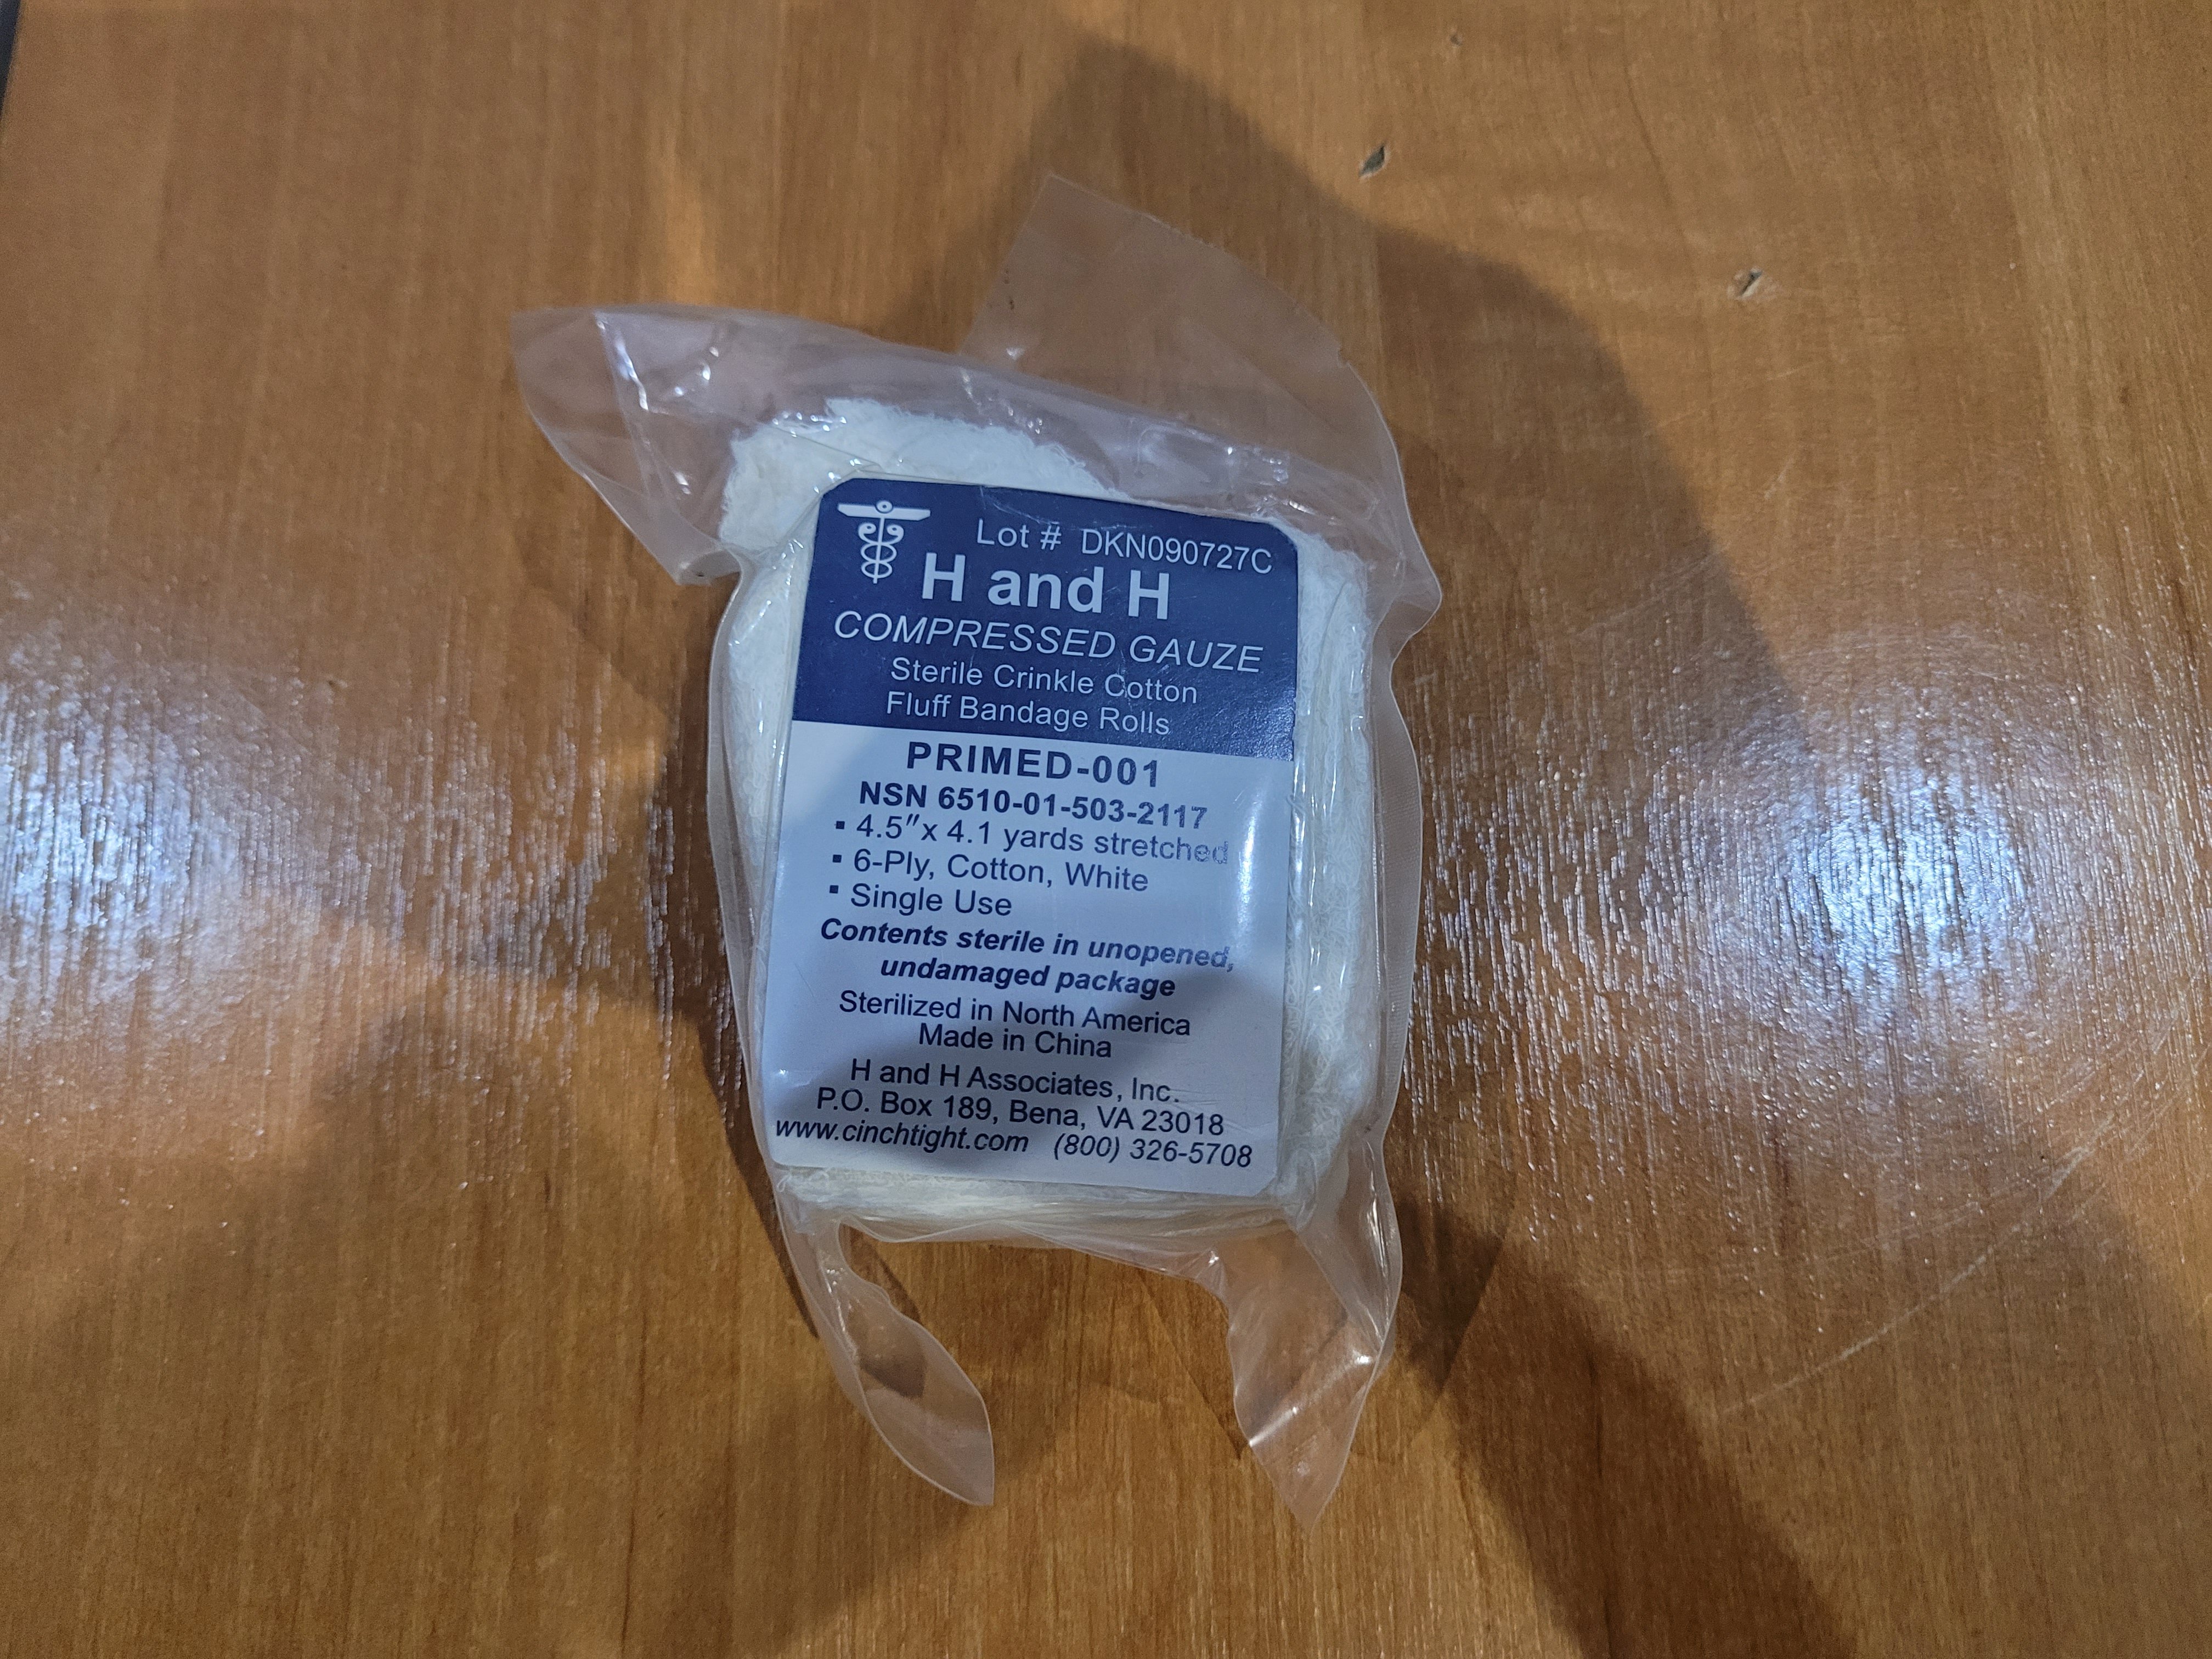 Lot # DKN090727C
H and H
COMPRESSED GAUZE
Sterile Crinkle Cotton
Fluff Bandage Rolls
PRIMED-001
NSN 6510-01-503-2117
▪ 4.5″x 4.1 yards stretched
▪ 6-Ply, Cotton, White
▪ Single Use
Contents sterile in unopened,
undamaged package
Sterilized in North America
Made in China
H and H Associates, Inc.
P.O. Box 189, Bena, VA 23018
www.cinchtight.com (800) 326-5708